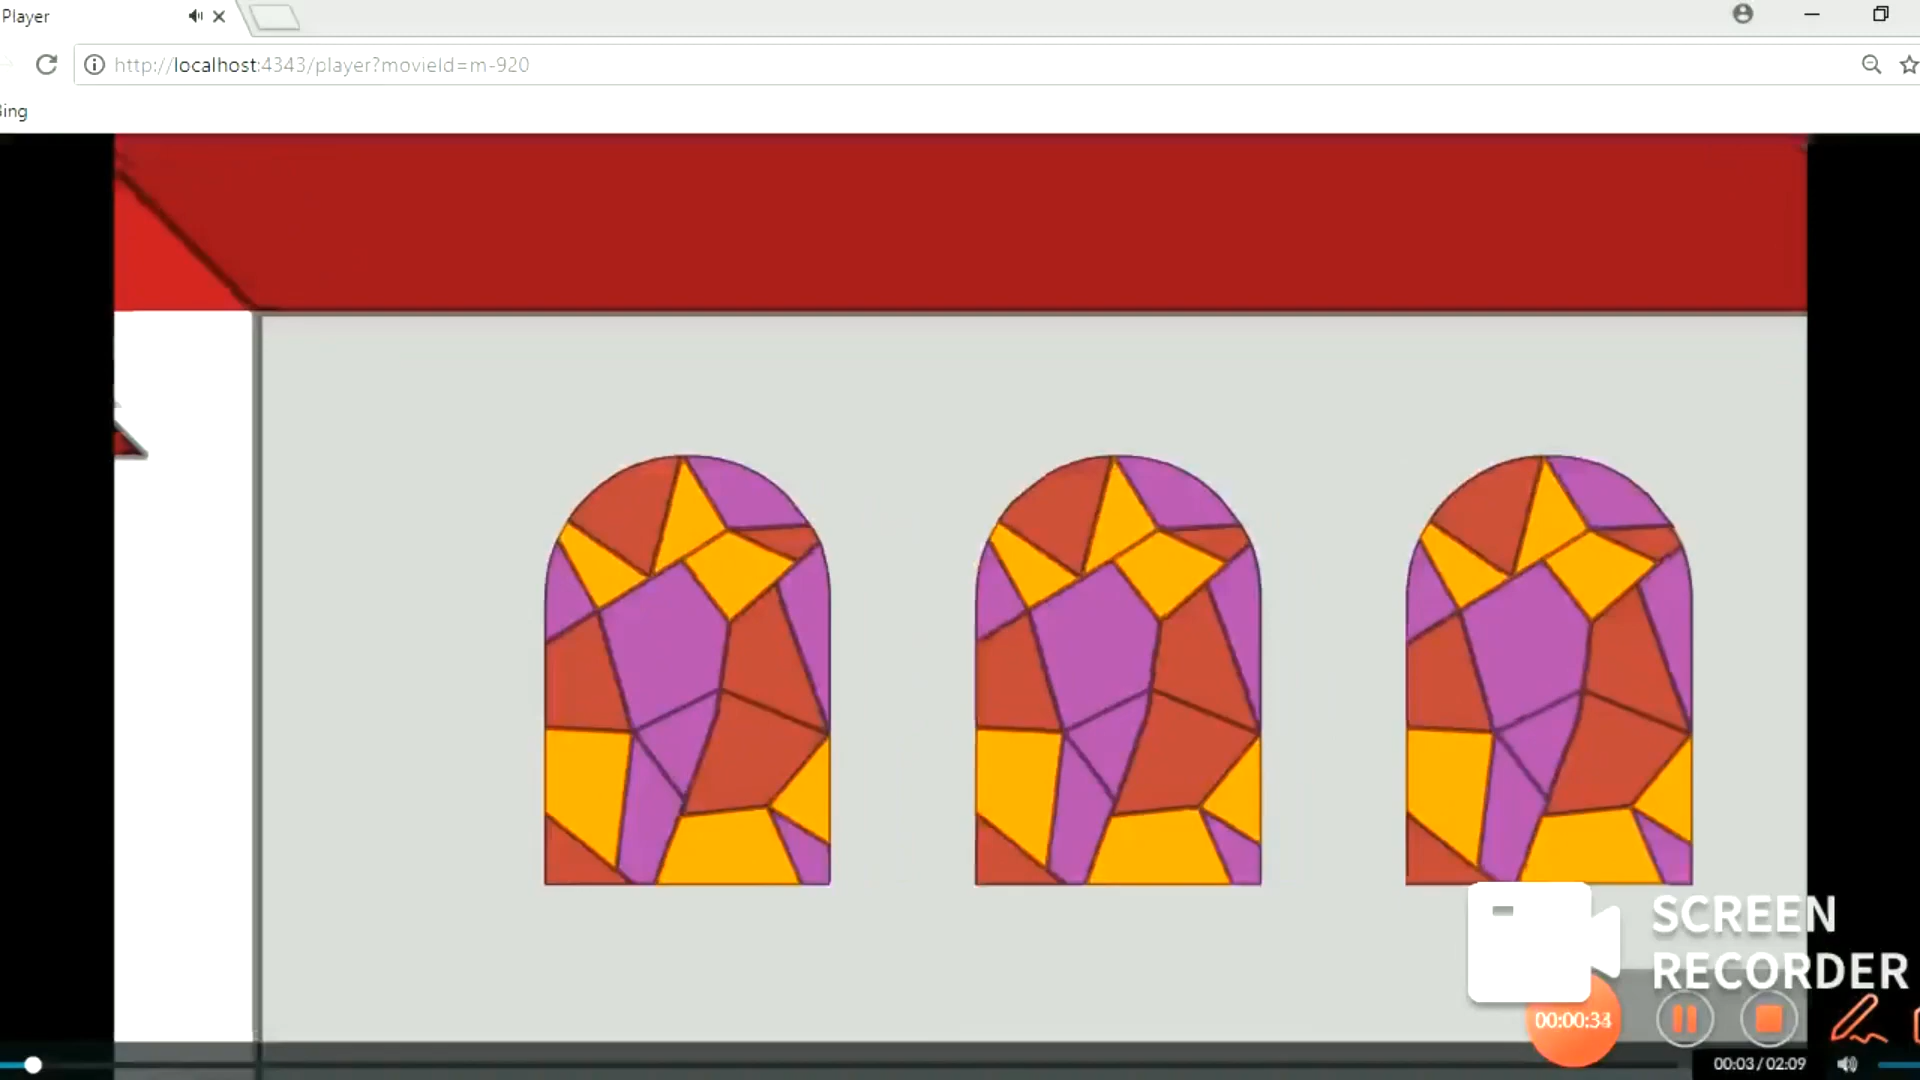 Player
http://localhost:4343/player?movieId=m-920
Bing
SCREEN
RECORDER
00:00:34
00:03 / 02:09